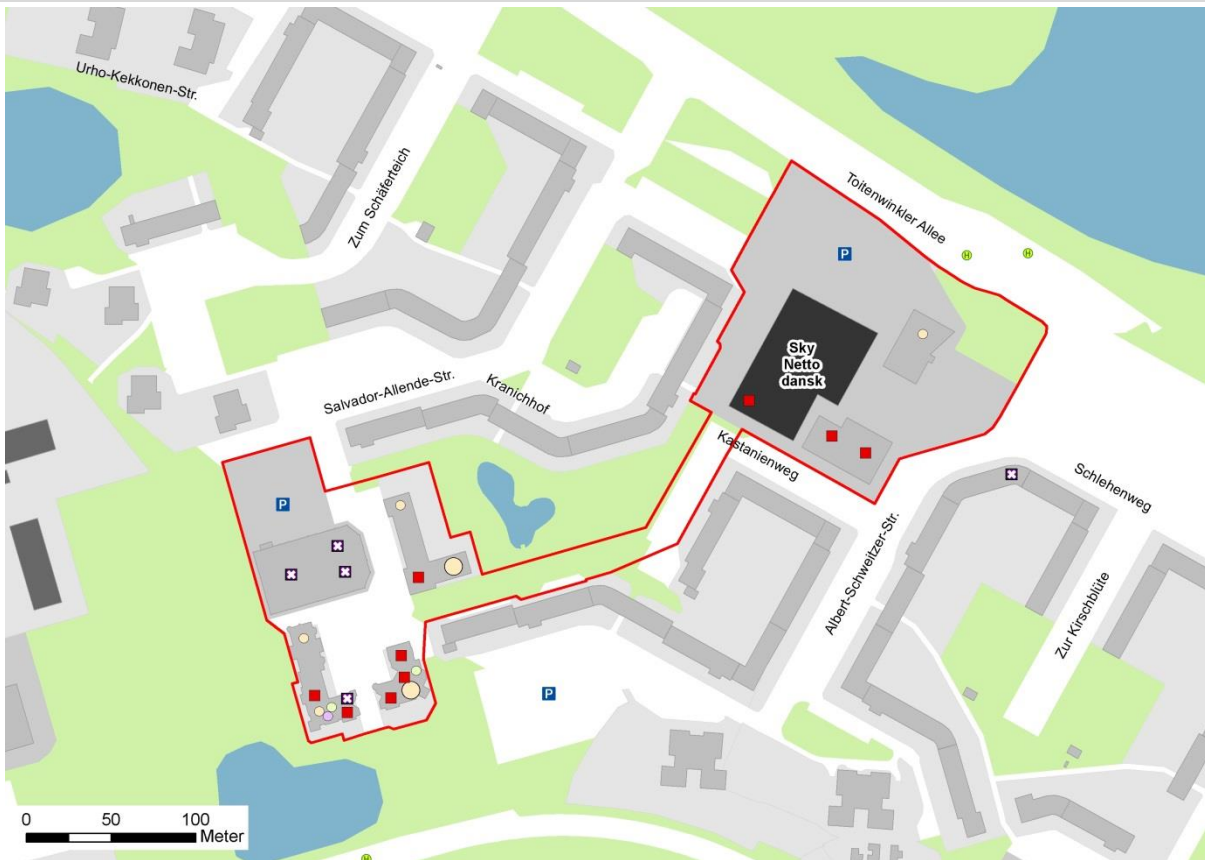 Urho-Kekkonen-Str.
Zum Schäferteich
Toitenwinkler Allee
H
H
P
Sky
Netto
dansk
Salvador-Allende-Str.
Kranichhof
Kastanienweg
Schlehenweg
P
Albert-Schweitzer-Str.
Zur Kirschblüte
P
0 50 100
Meter
H